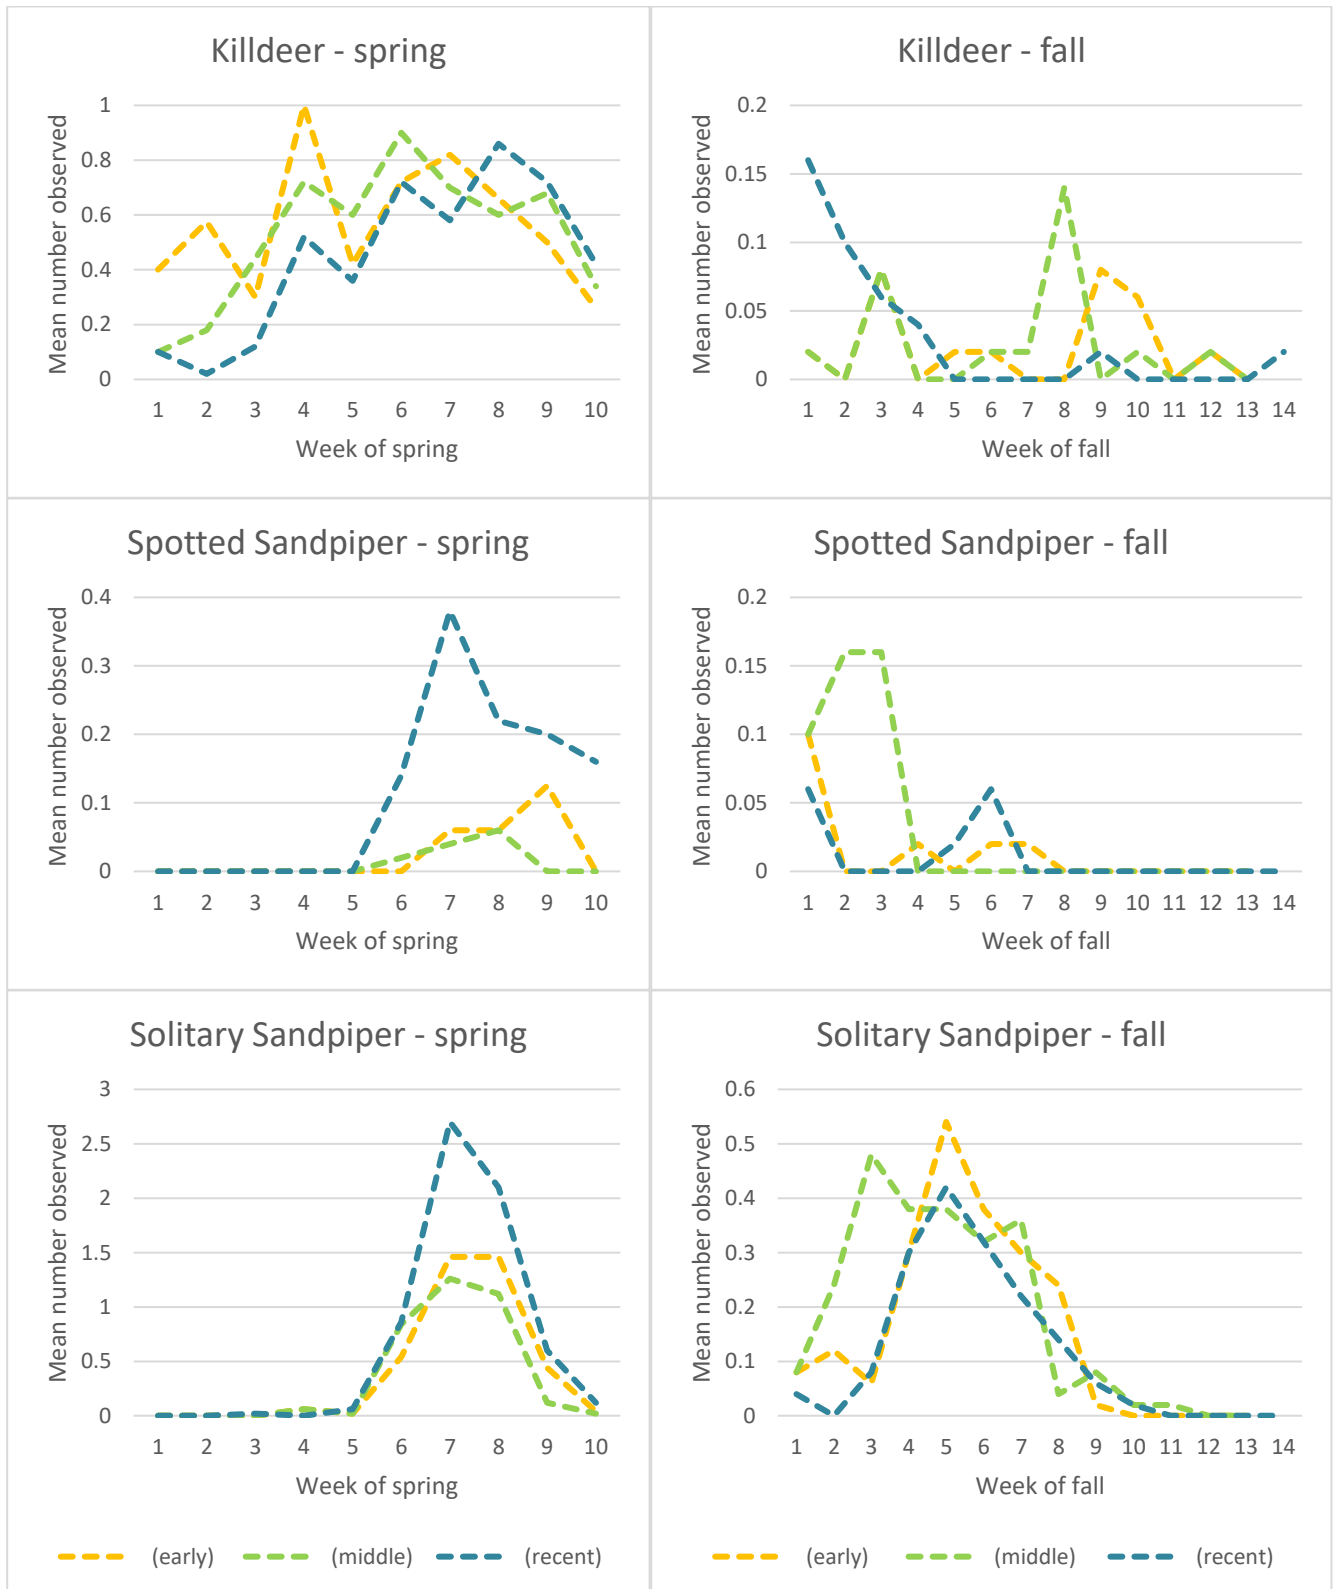 Killdeer - spring
Mean number observed
1
0.8
0.6
0.4
0.2
0
1 2 3 4 5 6 7 8 9 10
Week of spring
Killdeer - fall
Mean number observed
0.2
0.15
0.1
0.05
0
1 2 3 4 5 6 7 8 9 10 11 12 13 14
Week of fall
Spotted Sandpiper - spring
Mean number observed
0.4
0.3
0.2
0.1
0
1 2 3 4 5 6 7 8 9 10
Week of spring
Spotted Sandpiper - fall
Mean number observed
0.2
0.15
0.1
0.05
0
1 2 3 4 5 6 7 8 9 10 11 12 13 14
Week of fall
Solitary Sandpiper - spring
Mean number observed
3
2.5
2
1.5
1
0.5
0
1 2 3 4 5 6 7 8 9 10
Week of spring
(early) (middle) (recent)
Solitary Sandpiper - fall
Mean number observed
0.6
0.5
0.4
0.3
0.2
0.1
0
1 2 3 4 5 6 7 8 9 10 11 12 13 14
Week of fall
(early) (middle) (recent)